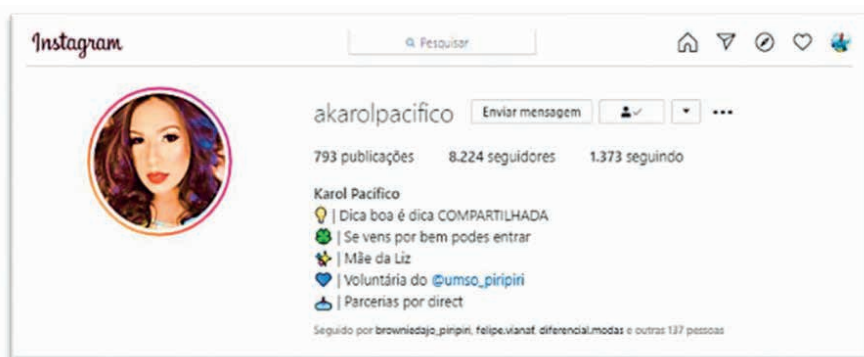 Instagram
Pesquisar
akarolpacifico Enviar mensagem
793 publicações 8.224 seguidores 1.373 seguindo
Karol Pacífico
| Dica boa é dica COMPARTILHADA
| Se vens por bem podes entrar
| Mãe da Liz
| Voluntária do @umso_piripiri
| Parcerias por direct
Seguido por browniedajo_piripiri, felipe.vianaf, diferencial.modas e outras 137 pessoas